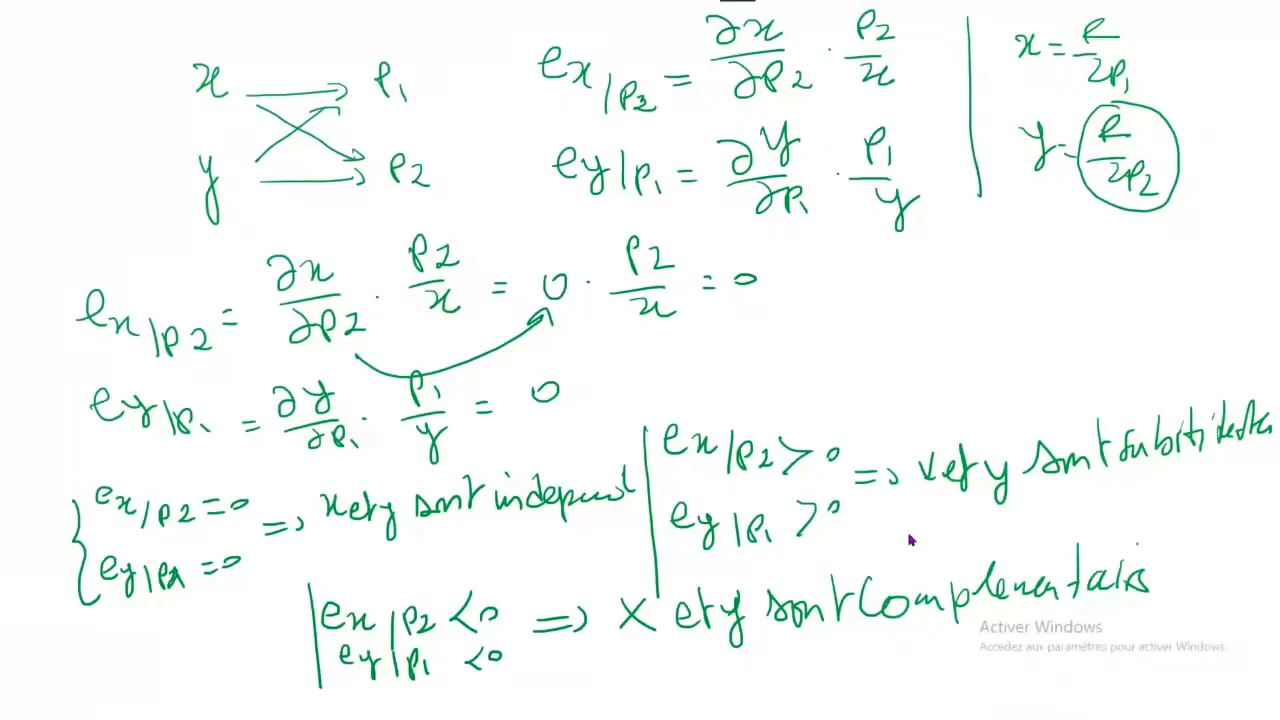 x → P1
y → P2
ex/P2 = ∂x/∂P2 · P2/x
ey/P1 = ∂y/∂P1 · P1/y
x = R/2P1
y = R/2P2
ex/P2 = ∂x/∂P2 · P2/x = 0 · P2/x = 0
ey/P1 = ∂y/∂P1 · P1/y = 0
ex/P2 = 0
ey/P1 = 0
=> x et y sont independ
ex/P2 > 0
ey/P1 > 0
=> x et y sont
ex/P2 < 0
ey/P1 < 0
=> X et y sont Complementais
Activer Windows
Accédez aux paramètres pour activer Windows.